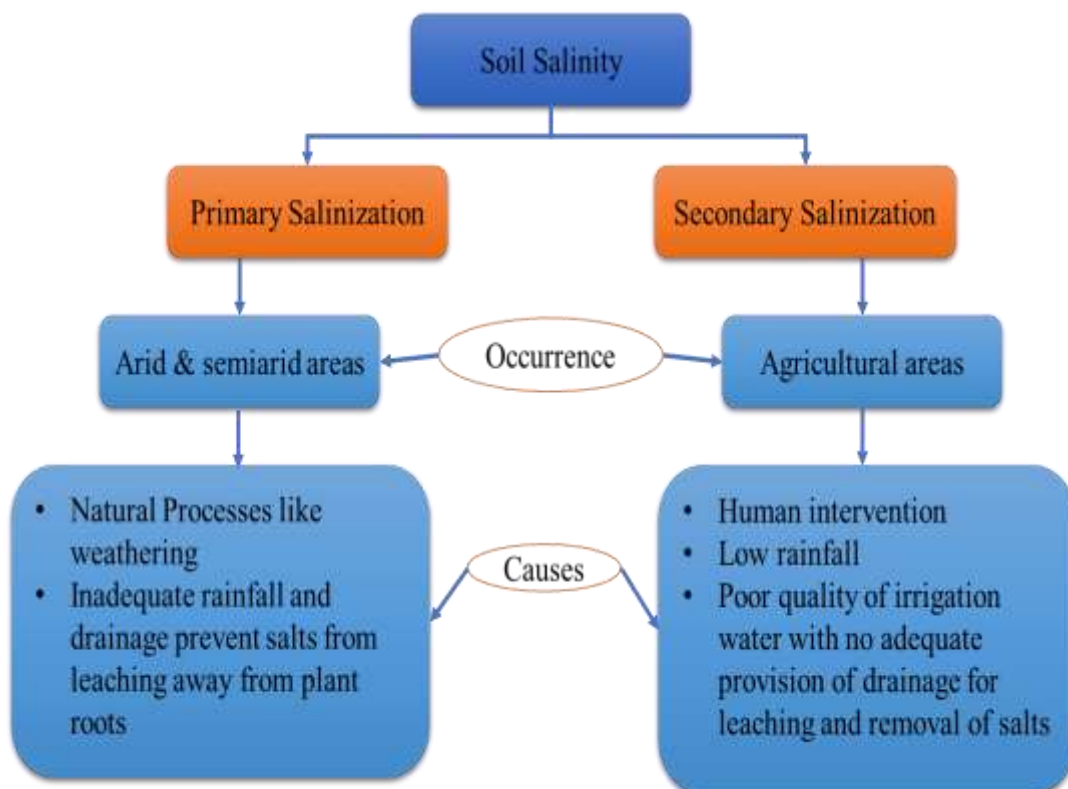 Soil Salinity
Primary Salinization
Secondary Salinization
Arid & semiarid areas
Occurrence
Agricultural areas
• Natural Processes like
weathering
• Inadequate rainfall and
drainage prevent salts from
leaching away from plant
roots
Causes
• Human intervention
• Low rainfall
• Poor quality of irrigation
water with no adequate
provision of drainage for
leaching and removal of salts